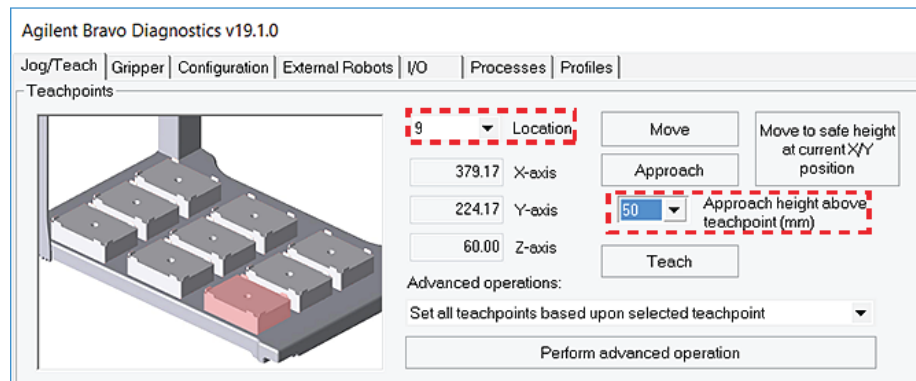 Agilent Bravo Diagnostics v19.1.0
Jog/Teach Gripper Configuration External Robots I/O Processes Profiles
Teachpoints
9 Location
Move
Move to safe height
at current X/Y
position
379.17 X-axis
Approach
224.17 Y-axis
50 Approach height above
teachpoint (mm)
60.00 Z-axis
Teach
Advanced operations:
Set all teachpoints based upon selected teachpoint
Perform advanced operation